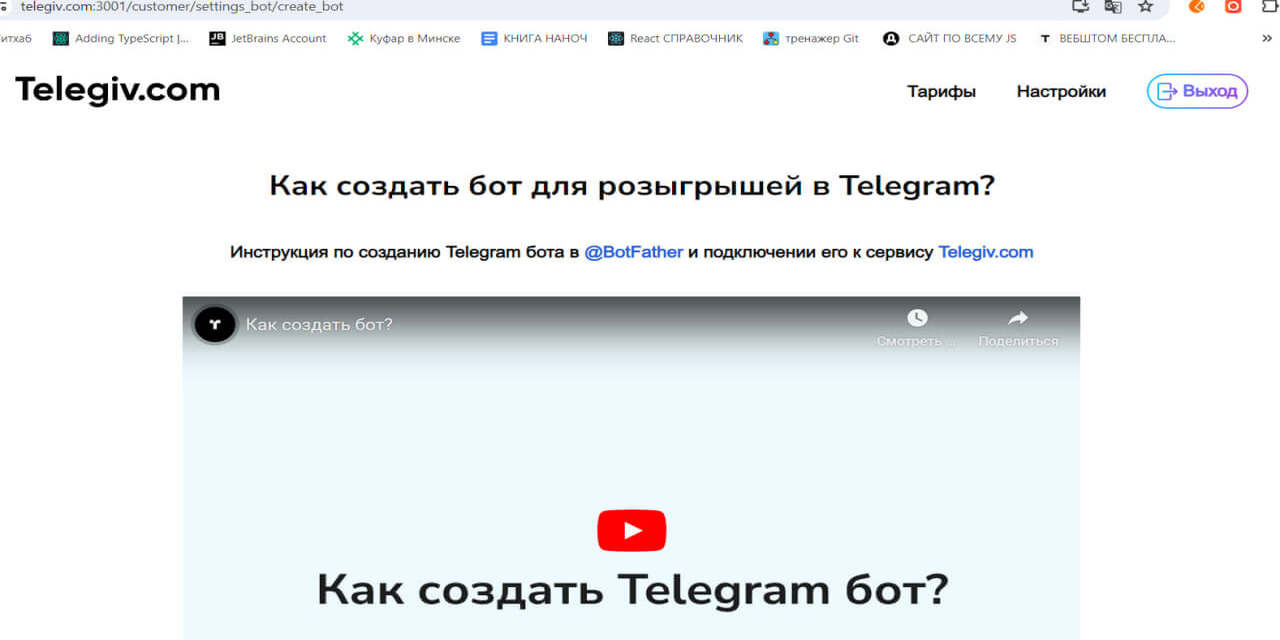 telegiv.com:3001/customer/settings_bot/create_bot
итхаб Adding TypeScript |... JetBrains Account Куфар в Минске КНИГА НАНОЧ React СПРАВОЧНИК тренажер Git САЙТ ПО ВСЕМУ JS ВЕБШТОМ БЕСПЛА... »
Telegiv.com Тарифы Настройки Выход
Как создать бот для розыгрышей в Telegram?
Инструкция по созданию Telegram бота в @BotFather и подключении его к сервису Telegiv.com
Как создать бот?
Смотреть ... Поделиться
Как создать Telegram бот?